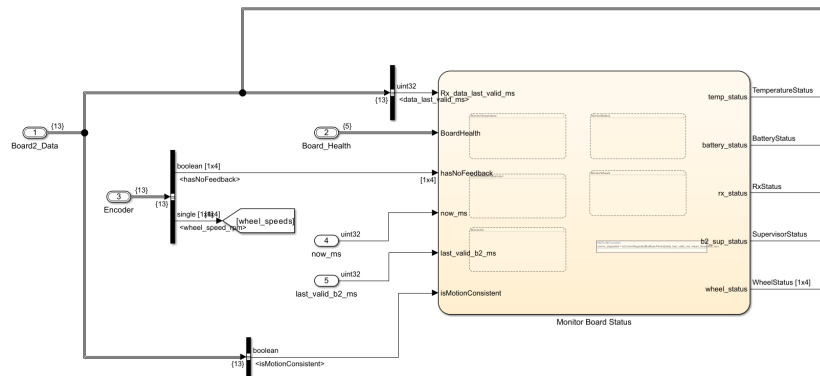 uint32
{13}
<data_last_valid_ms>
Rx_data_last_valid_ms
temp_status
TemperatureStatus
1
{13}
Board2_Data
2
{5}
Board_Health
BoardHealth
battery_status
BatteryStatus
boolean [1x4]
<hasNoFeedback>
[1x4]
hasNoFeedback
rx_status
RxStatus
3
{13}
{13}
Encoder
single [1x4]
<wheel_speed_rpm>
[wheel_speeds]
4
uint32
now_ms
now_ms
b2_sup_status
SupervisorStatus
5
uint32
last_valid_b2_ms
last_valid_b2_ms
wheel_status
WheelStatus [1x4]
isMotionConsistent
Monitor Board Status
boolean
{13}
<isMotionConsistent>